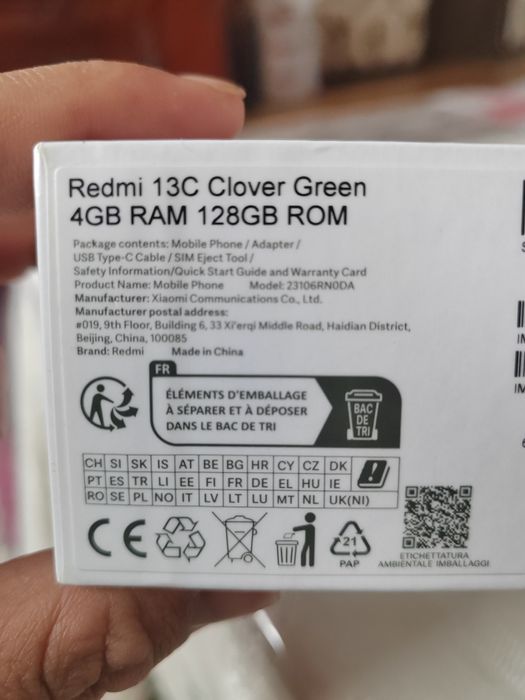 Redmi 13C Clover Green
4GB RAM 128GB ROM
Package contents: Mobile Phone / Adapter /
USB Type-C Cable / SIM Eject Tool /
Safety Information/Quick Start Guide and Warranty Card
Product Name: Mobile Phone Model: 23106RN0DA
Manufacturer: Xiaomi Communications Co., Ltd.
Manufacturer postal address:
#019, 9th Floor, Building 6, 33 Xi'erqi Middle Road, Haidian District,
Beijing, China, 100085
Brand: Redmi Made in China
FR
ÉLÉMENTS D'EMBALLAGE
À SÉPARER ET À DÉPOSER
DANS LE BAC DE TRI
BAC
DE
TRI
CH SI SK IS AT BE BG HR CY CZ DK
PT ES TR LI EE FI FR DE EL HU IE
RO SE PL NO IT LV LT LU MT NL UK(NI)
CE
21
PAP
ETICHETTATURA
AMBIENTALE IMBALLAGGI